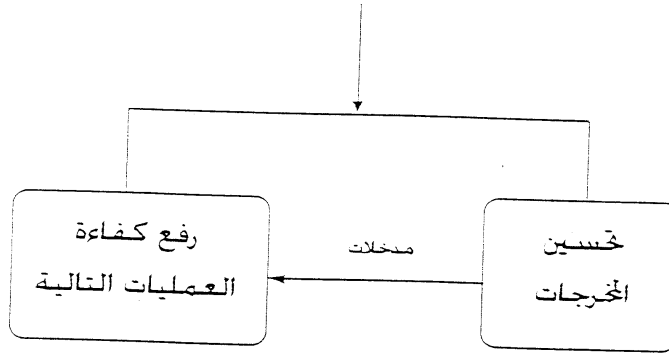 تحسين
المخرجات
مدخلات
رفع كفاءة
العمليات التالية